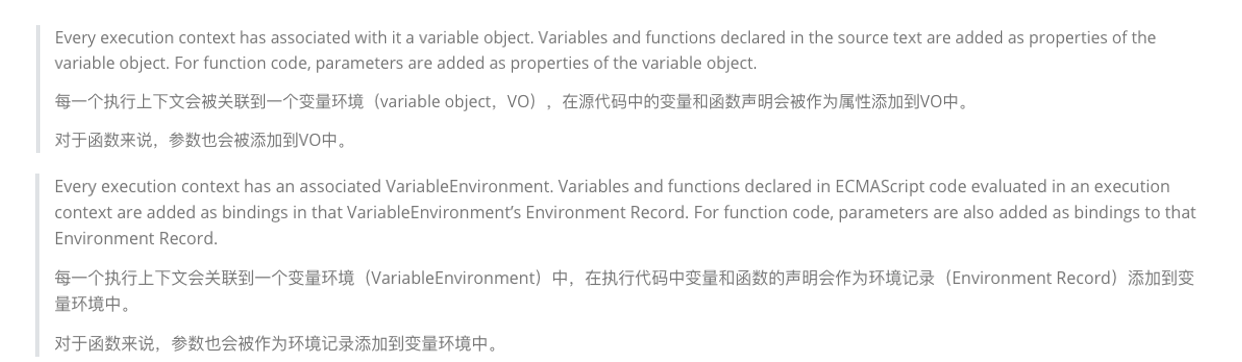 Every execution context has associated with it a variable object. Variables and functions declared in the source text are added as properties of the
variable object. For function code, parameters are added as properties of the variable object.
每一个执行上下文会被关联到一个变量环境（variable object，VO），在源代码中的变量和函数声明会被作为属性添加到VO中。
对于函数来说，参数也会被添加到VO中。
Every execution context has an associated VariableEnvironment. Variables and functions declared in ECMAScript code evaluated in an execution
context are added as bindings in that VariableEnvironment’s Environment Record. For function code, parameters are also added as bindings to that
Environment Record.
每一个执行上下文会关联到一个变量环境（VariableEnvironment）中，在执行代码中变量和函数的声明会作为环境记录（Environment Record）添加到变
量环境中。
对于函数来说，参数也会被作为环境记录添加到变量环境中。